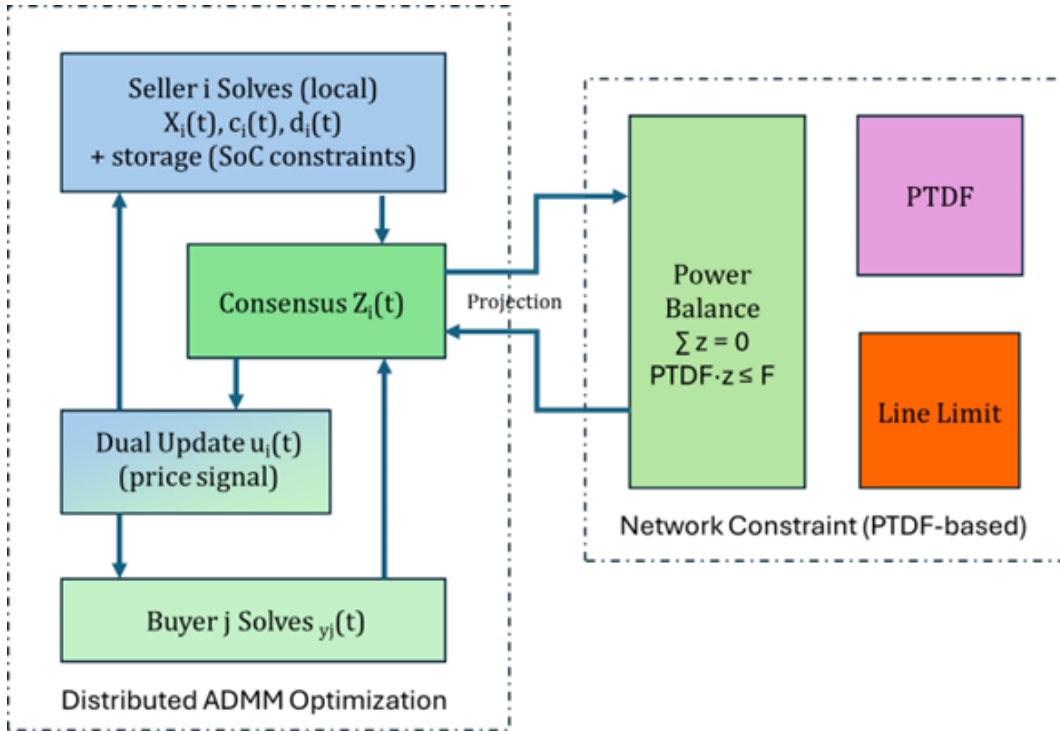 Seller i Solves (local)
Xᵢ(t), cᵢ(t), dᵢ(t)
+ storage (SoC constraints)
Consensus Zᵢ(t)
Dual Update uᵢ(t)
(price signal)
Buyer j Solves yj(t)
Distributed ADMM Optimization
Projection
Power
Balance
∑ z = 0
PTDF·z ≤ F
PTDF
Line Limit
Network Constraint (PTDF-based)